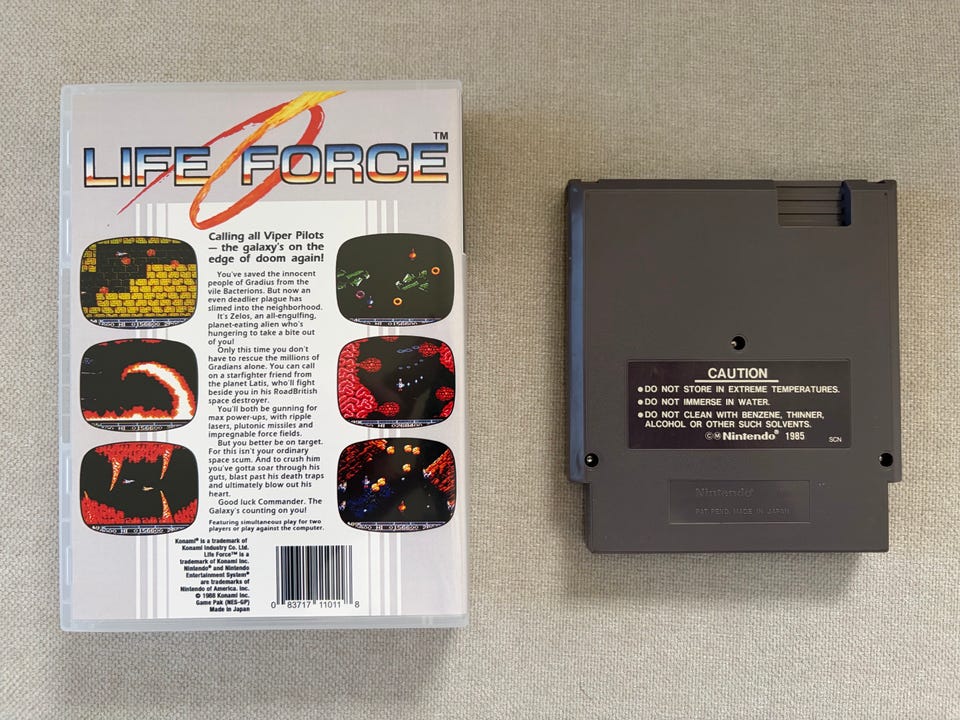 LIFE FORCE™
Calling all Viper Pilots
— the galaxy's on the
edge of doom again!
You've saved the innocent
people of Gradius from the
vile Bacterions. But now an
even deadlier plague has
slimed into the neighborhood.
It's Zelos, an all-engulfing,
planet-eating alien who's
hungering to take a bite out
of you!
Only this time you don't
have to rescue the millions of
Gradians alone. You can call
on a starfighter friend from
the planet Latis, who'll fight
beside you in his RoadBritish
space destroyer.
You'll both be gunning for
max power-ups, with ripple
lasers, plutonic missiles and
impregnable force fields.
But you better be on target.
For this isn't your ordinary
space scum. And to crush him
you've gotta soar through his
guts, blast past his death traps
and ultimately blow out his
heart.
Good luck Commander. The
Galaxy's counting on you!
Featuring simultaneous play for two
players or play against the computer.
Konami® is a trademark of
Konami Industry Co. Ltd.
Life Force™ is a
trademark of Konami Inc.
Nintendo® and Nintendo
Entertainment System®
are trademarks of
Nintendo of America, Inc.
© 1988 Konami Inc.
Game Pak (NES-GP)
Made in Japan
0 83717 11011 8
CAUTION
●DO NOT STORE IN EXTREME TEMPERATURES.
●DO NOT IMMERSE IN WATER.
●DO NOT CLEAN WITH BENZENE, THINNER,
ALCOHOL OR OTHER SUCH SOLVENTS.
©Ⓜ Nintendo® 1985
SCN
Nintendo®
PAT. PEND. MADE IN JAPAN